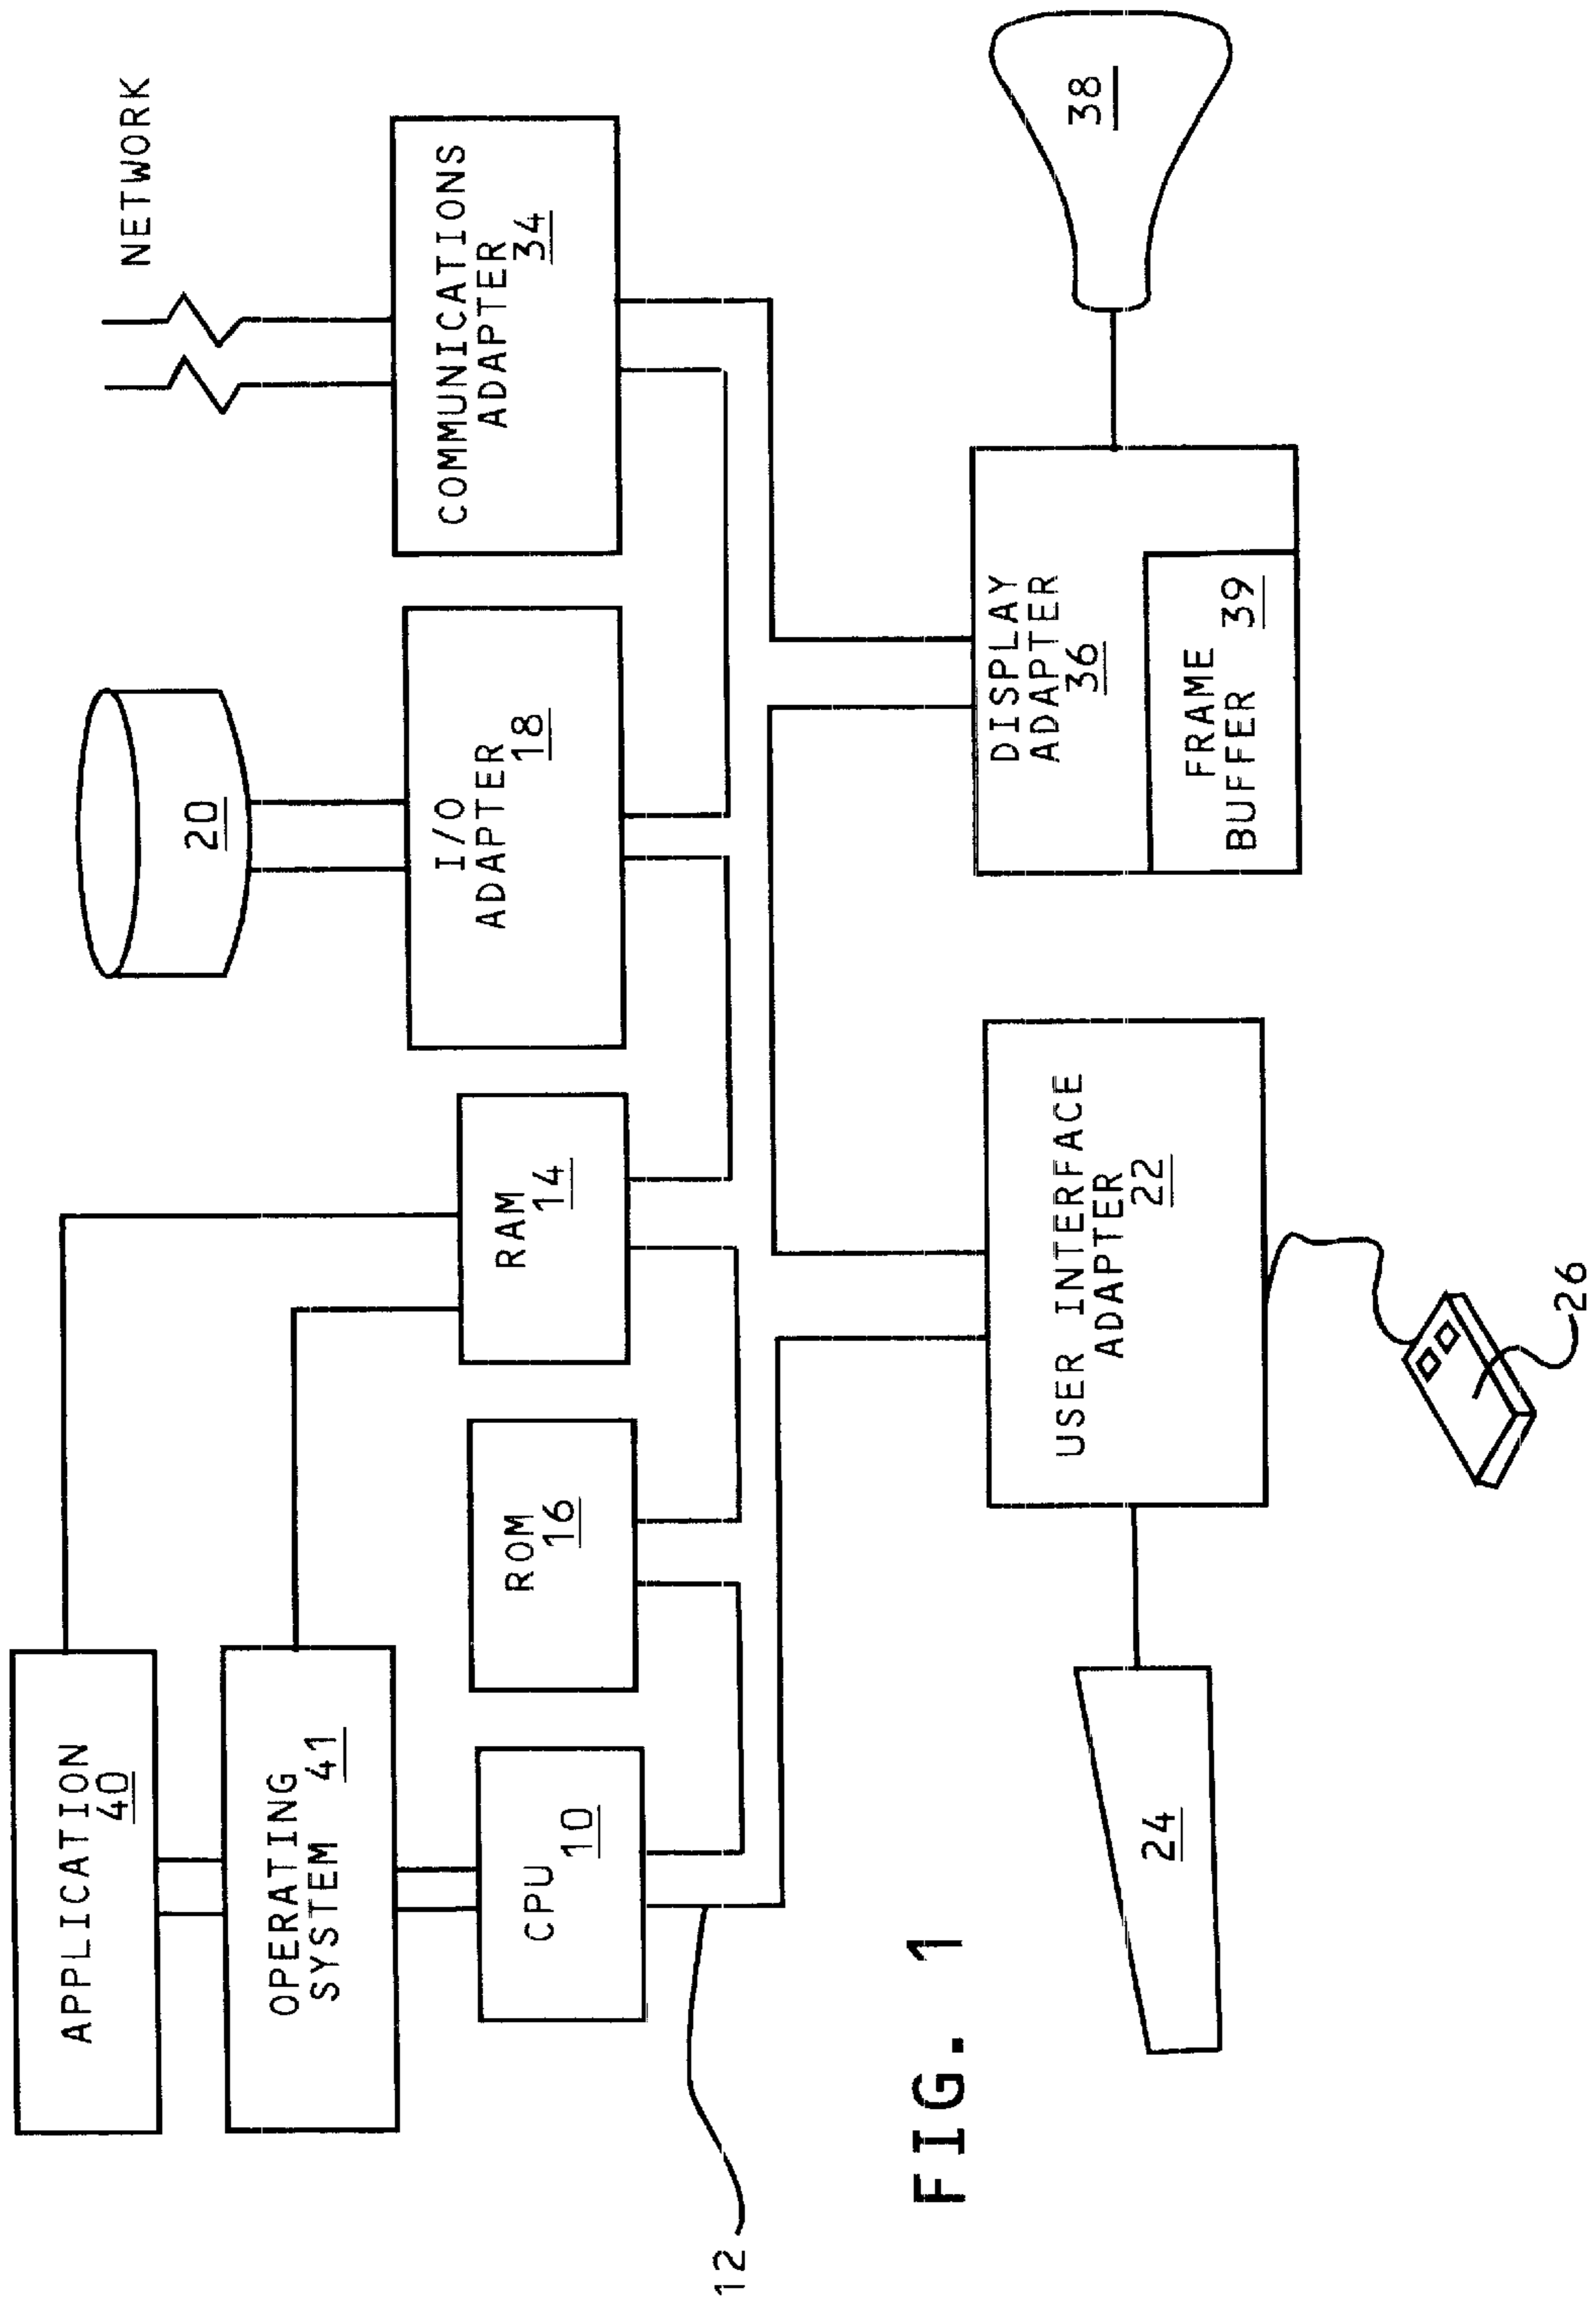 APPLICATION
40
OPERATING
SYSTEM 41
CPU
10
12
ROM
16
RAM
14
20
I/O
ADAPTER
18
NETWORK
COMMUNICATIONS
ADAPTER
34
USER INTERFACE
ADAPTER
22
24
26
DISPLAY
ADAPTER
36
FRAME
BUFFER
39
38
FIG. 1